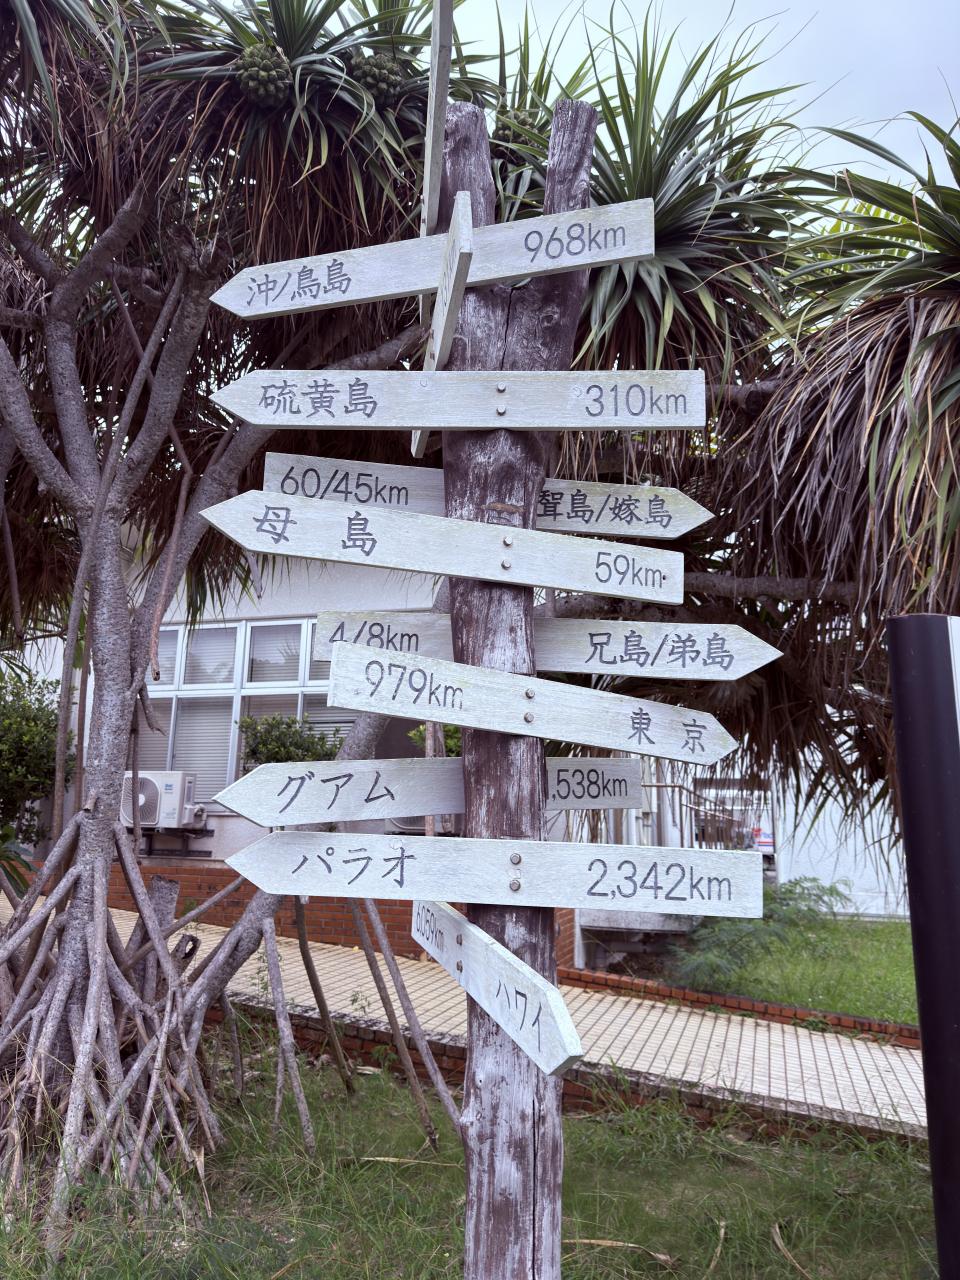 沖ノ鳥島 968km
硫黄島 310km
60/45km 聟島/嫁島
母島 59km
4/8km 兄島/弟島
979km 東京
グアム ,538km
パラオ 2,342km
6,059km ハワイ